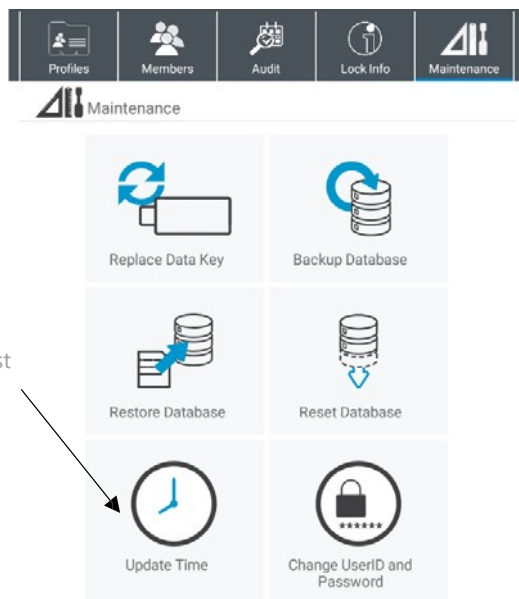 Profiles Members Audit Lock Info Maintenance
Maintenance
Replace Data Key Backup Database
st
Restore Database Reset Database
******
Update Time Change UserID and
Password